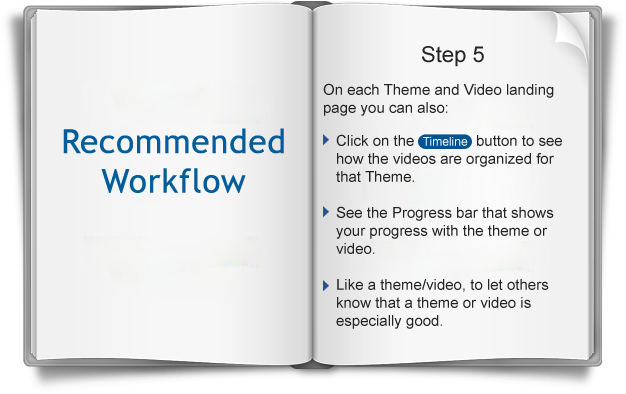 Recommended
Workflow
Step 5
On each Theme and Video landing
page you can also:
Click on the Timeline button to see
how the videos are organized for
that Theme.
See the Progress bar that shows
your progress with the theme or
video.
Like a theme/video, to let others
know that a theme or video is
especially good.